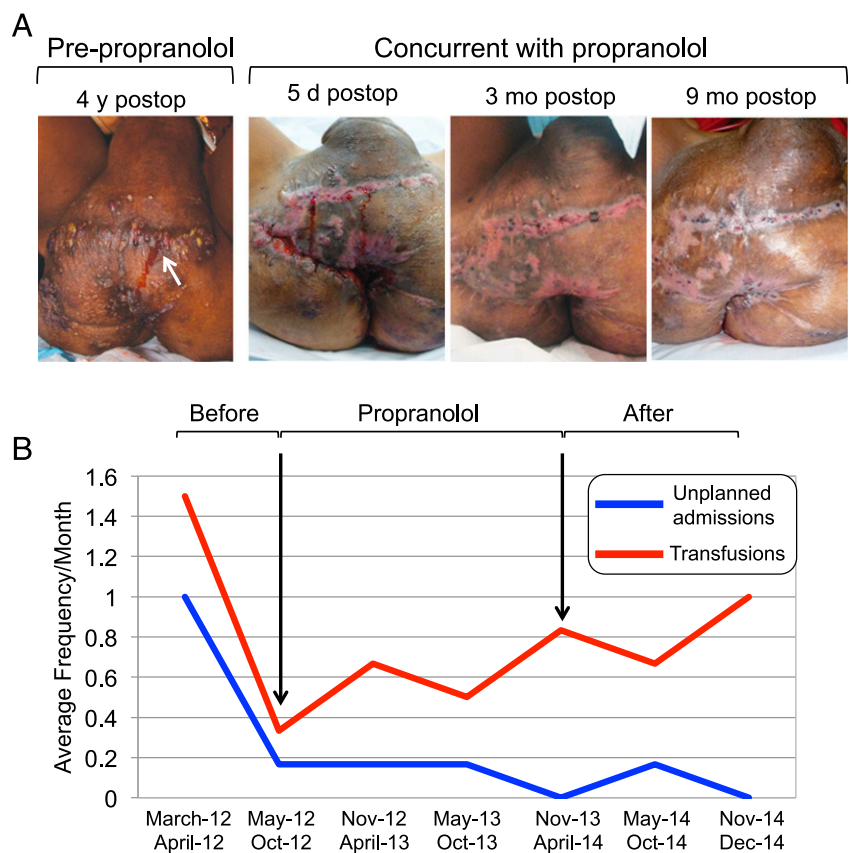 A
Pre-propranolol
Concurrent with propranolol
4 y postop
5 d postop
3 mo postop
9 mo postop
B
Before
Propranolol
After
Average Frequency/Month
1.6
1.4
1.2
1
0.8
0.6
0.4
0.2
0
Unplanned
admissions
Transfusions
March-12
April-12
May-12
Oct-12
Nov-12
April-13
May-13
Oct-13
Nov-13
April-14
May-14
Oct-14
Nov-14
Dec-14